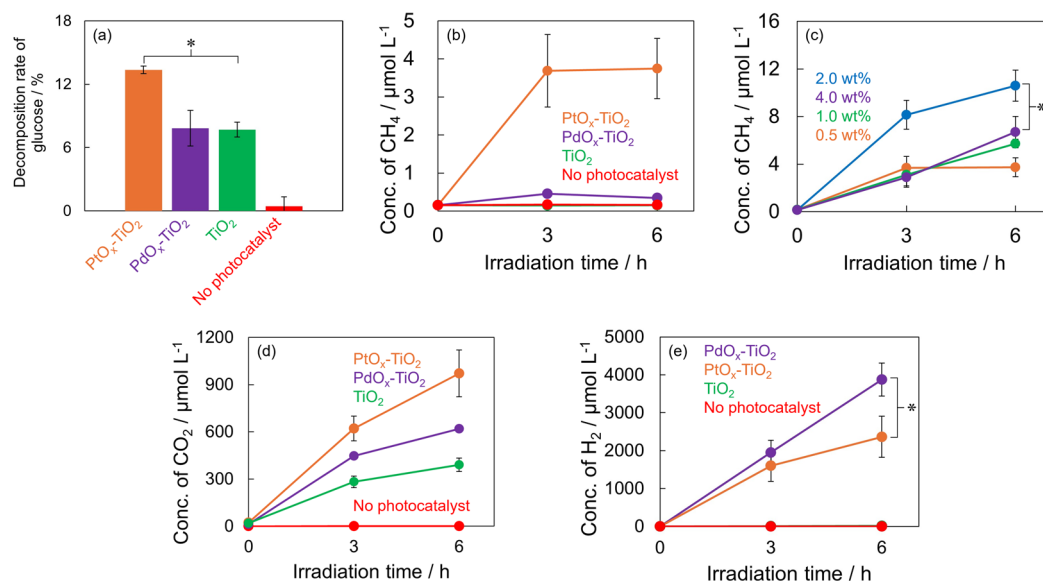 (a)
Decomposition rate of
glucose / %
18
12
6
0
*
PtOₓ-TiO₂
PdOₓ-TiO₂
TiO₂
No photocatalyst
(b)
Conc. of CH₄ / µmol L⁻¹
5
4
3
2
1
0
PtOₓ-TiO₂
PdOₓ-TiO₂
TiO₂
No photocatalyst
0 3 6
Irradiation time / h
(c)
Conc. of CH₄ / µmol L⁻¹
16
12
8
4
0
2.0 wt%
4.0 wt%
1.0 wt%
0.5 wt%
*
0 3 6
Irradiation time / h
(d)
Conc. of CO₂ / µmol L⁻¹
1200
900
600
300
0
PtOₓ-TiO₂
PdOₓ-TiO₂
TiO₂
No photocatalyst
0 3 6
Irradiation time / h
(e)
Conc. of H₂ / µmol L⁻¹
5000
4000
3000
2000
1000
0
PdOₓ-TiO₂
PtOₓ-TiO₂
TiO₂
No photocatalyst
*
0 3 6
Irradiation time / h